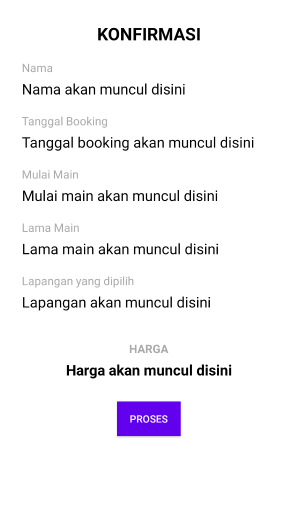 KONFIRMASI
Nama
Nama akan muncul disini
Tanggal Booking
Tanggal booking akan muncul disini
Mulai Main
Mulai main akan muncul disini
Lama Main
Lama main akan muncul disini
Lapangan yang dipilih
Lapangan akan muncul disini
HARGA
Harga akan muncul disini
PROSES